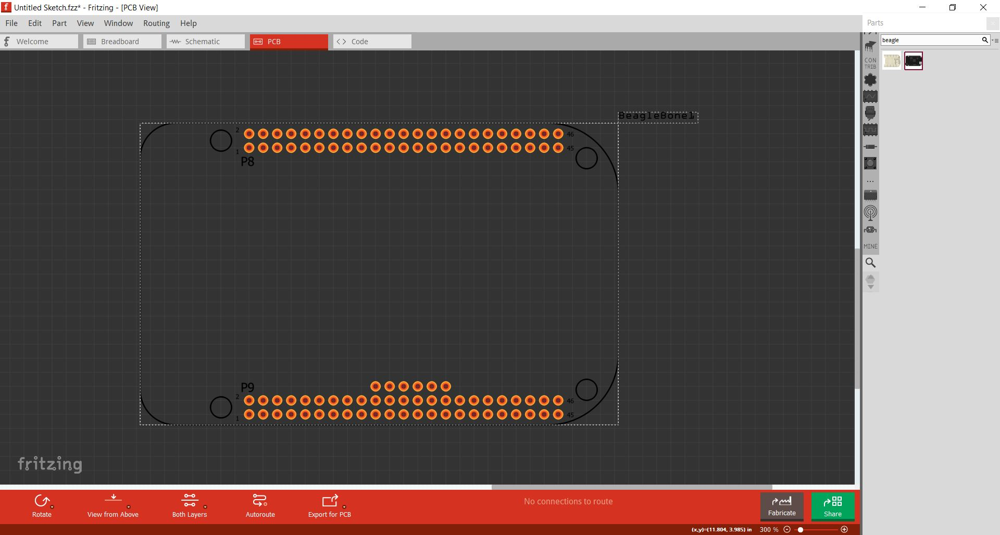 Untitled Sketch.fzz* - Fritzing - [PCB View]
File Edit Part View Window Routing Help
Parts
Welcome Breadboard Schematic PCB Code
beagle
CON
TRIB
BeagleBone1
2 46
1 45
P8
P9
2 46
1 45
MINE
fritzing
No connections to route
Rotate View from Above Both Layers Autoroute Export for PCB Fabricate Share
(x,y)=(11.804, 3.985) in 300 %